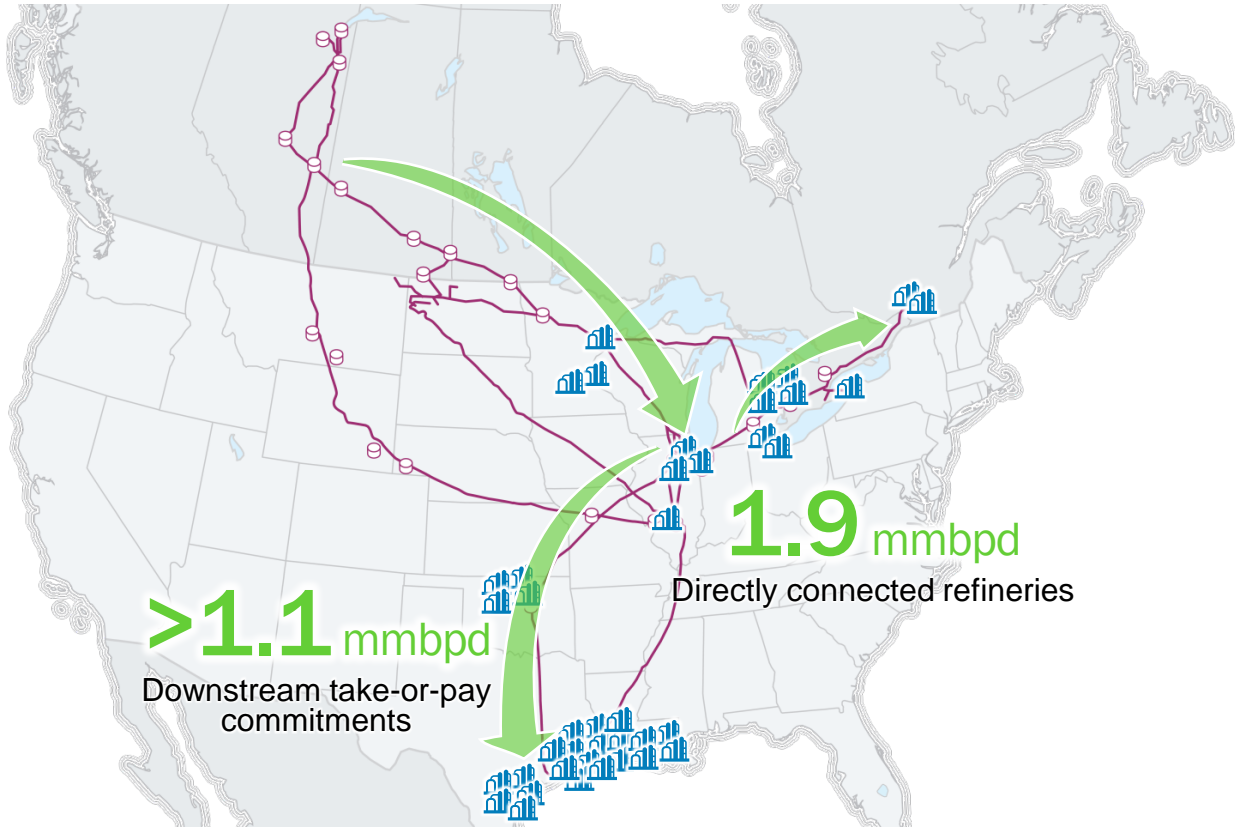 1.9 mmbpd
Directly connected refineries
>1.1 mmbpd
Downstream take-or-pay
commitments